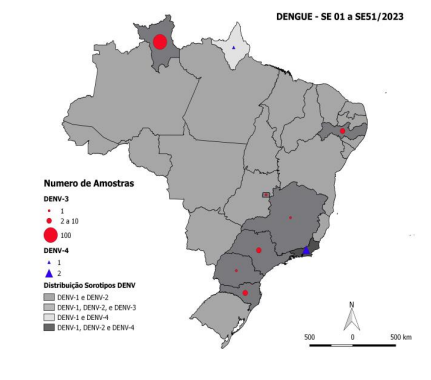 DENGUE - SE 01 a SE51/2023
Numero de Amostras
DENV-3
1
2 a 10
100
DENV-4
1
2
Distribuição Sorotipos DENV
DENV-1 e DENV-2
DENV-1, DENV-2, e DENV-3
DENV-1 e DENV-4
DENV-1, DENV-2 e DENV-4
N
500 0 500 km